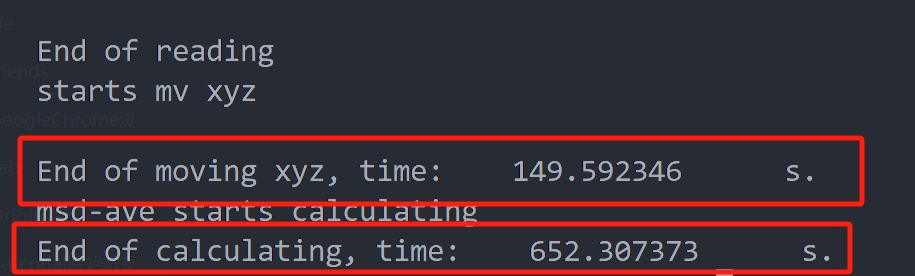 End of reading
starts mv xyz
End of moving xyz, time: 149.592346 s.
msd-ave starts calculating
End of calculating, time: 652.307373 s.